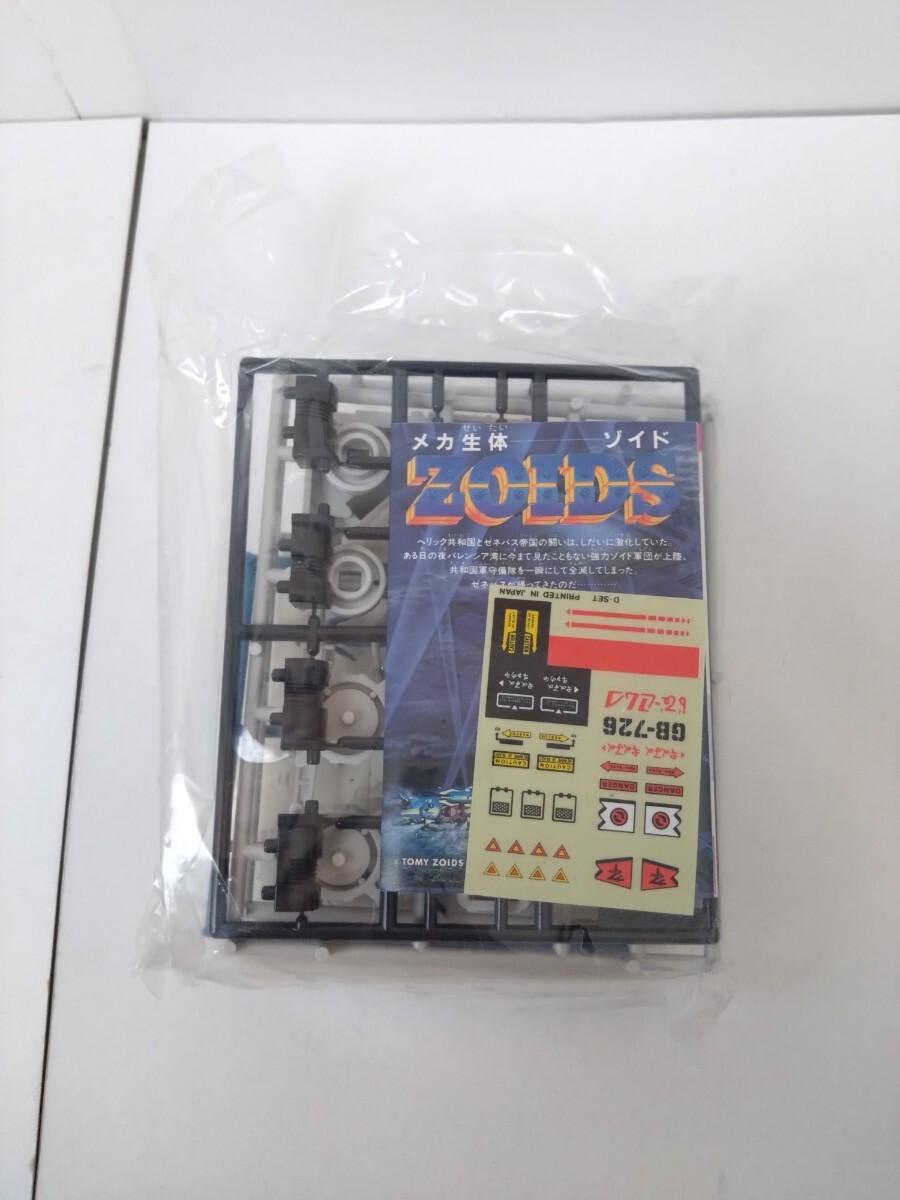 せい たい
メカ生体 ゾイド
ZOIDS
ヘリック共和国とゼネバス帝国の闘いは、しだいに激化していた。
ある日の夜バレンシア湾に今まで見たこともない強力ゾイド軍団が上陸、
共和国軍守備隊を一瞬にして全滅してしまった。
ゼネバスが帰ってきたのだ…………
D-SET PRINTED IN JAPAN
GB-726
DANGER DANGER
CAUTION CAUTION
TOMY ZOIDS